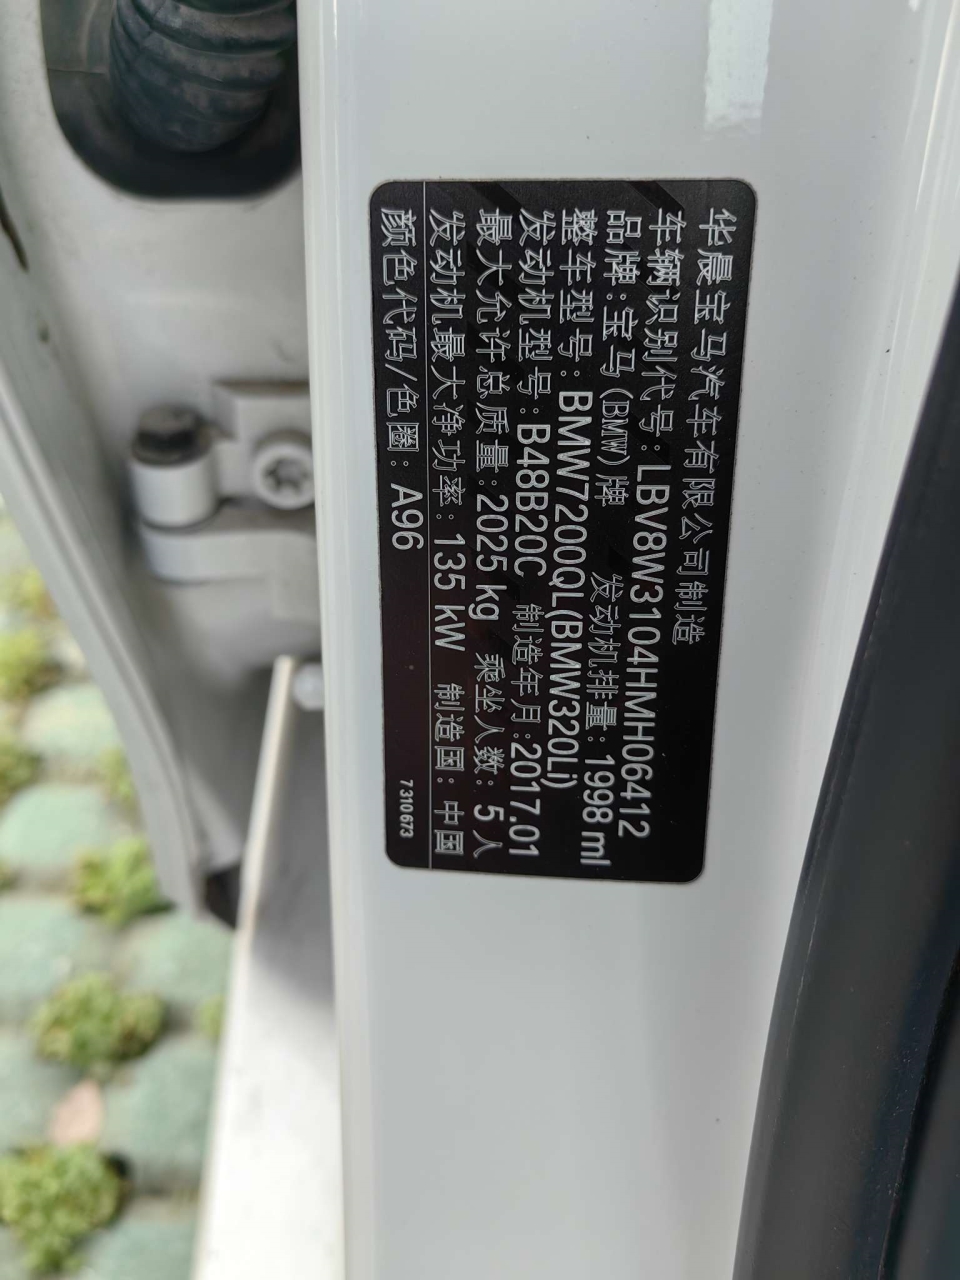 华晨宝马汽车有限公司制造
车辆识别代号:LBV8W3104HMH06412
品牌:宝马(BMW)牌 发动机排量:1998 ml
整车型号:BMW7200QL(BMW320Li)
发动机型号:B48B20C 制造年月:2017.01
最大允许总质量:2025 kg 乘坐人数:5人
发动机最大净功率:135 kW 制造国:中国
颜色代码/色圈:A96 7310673